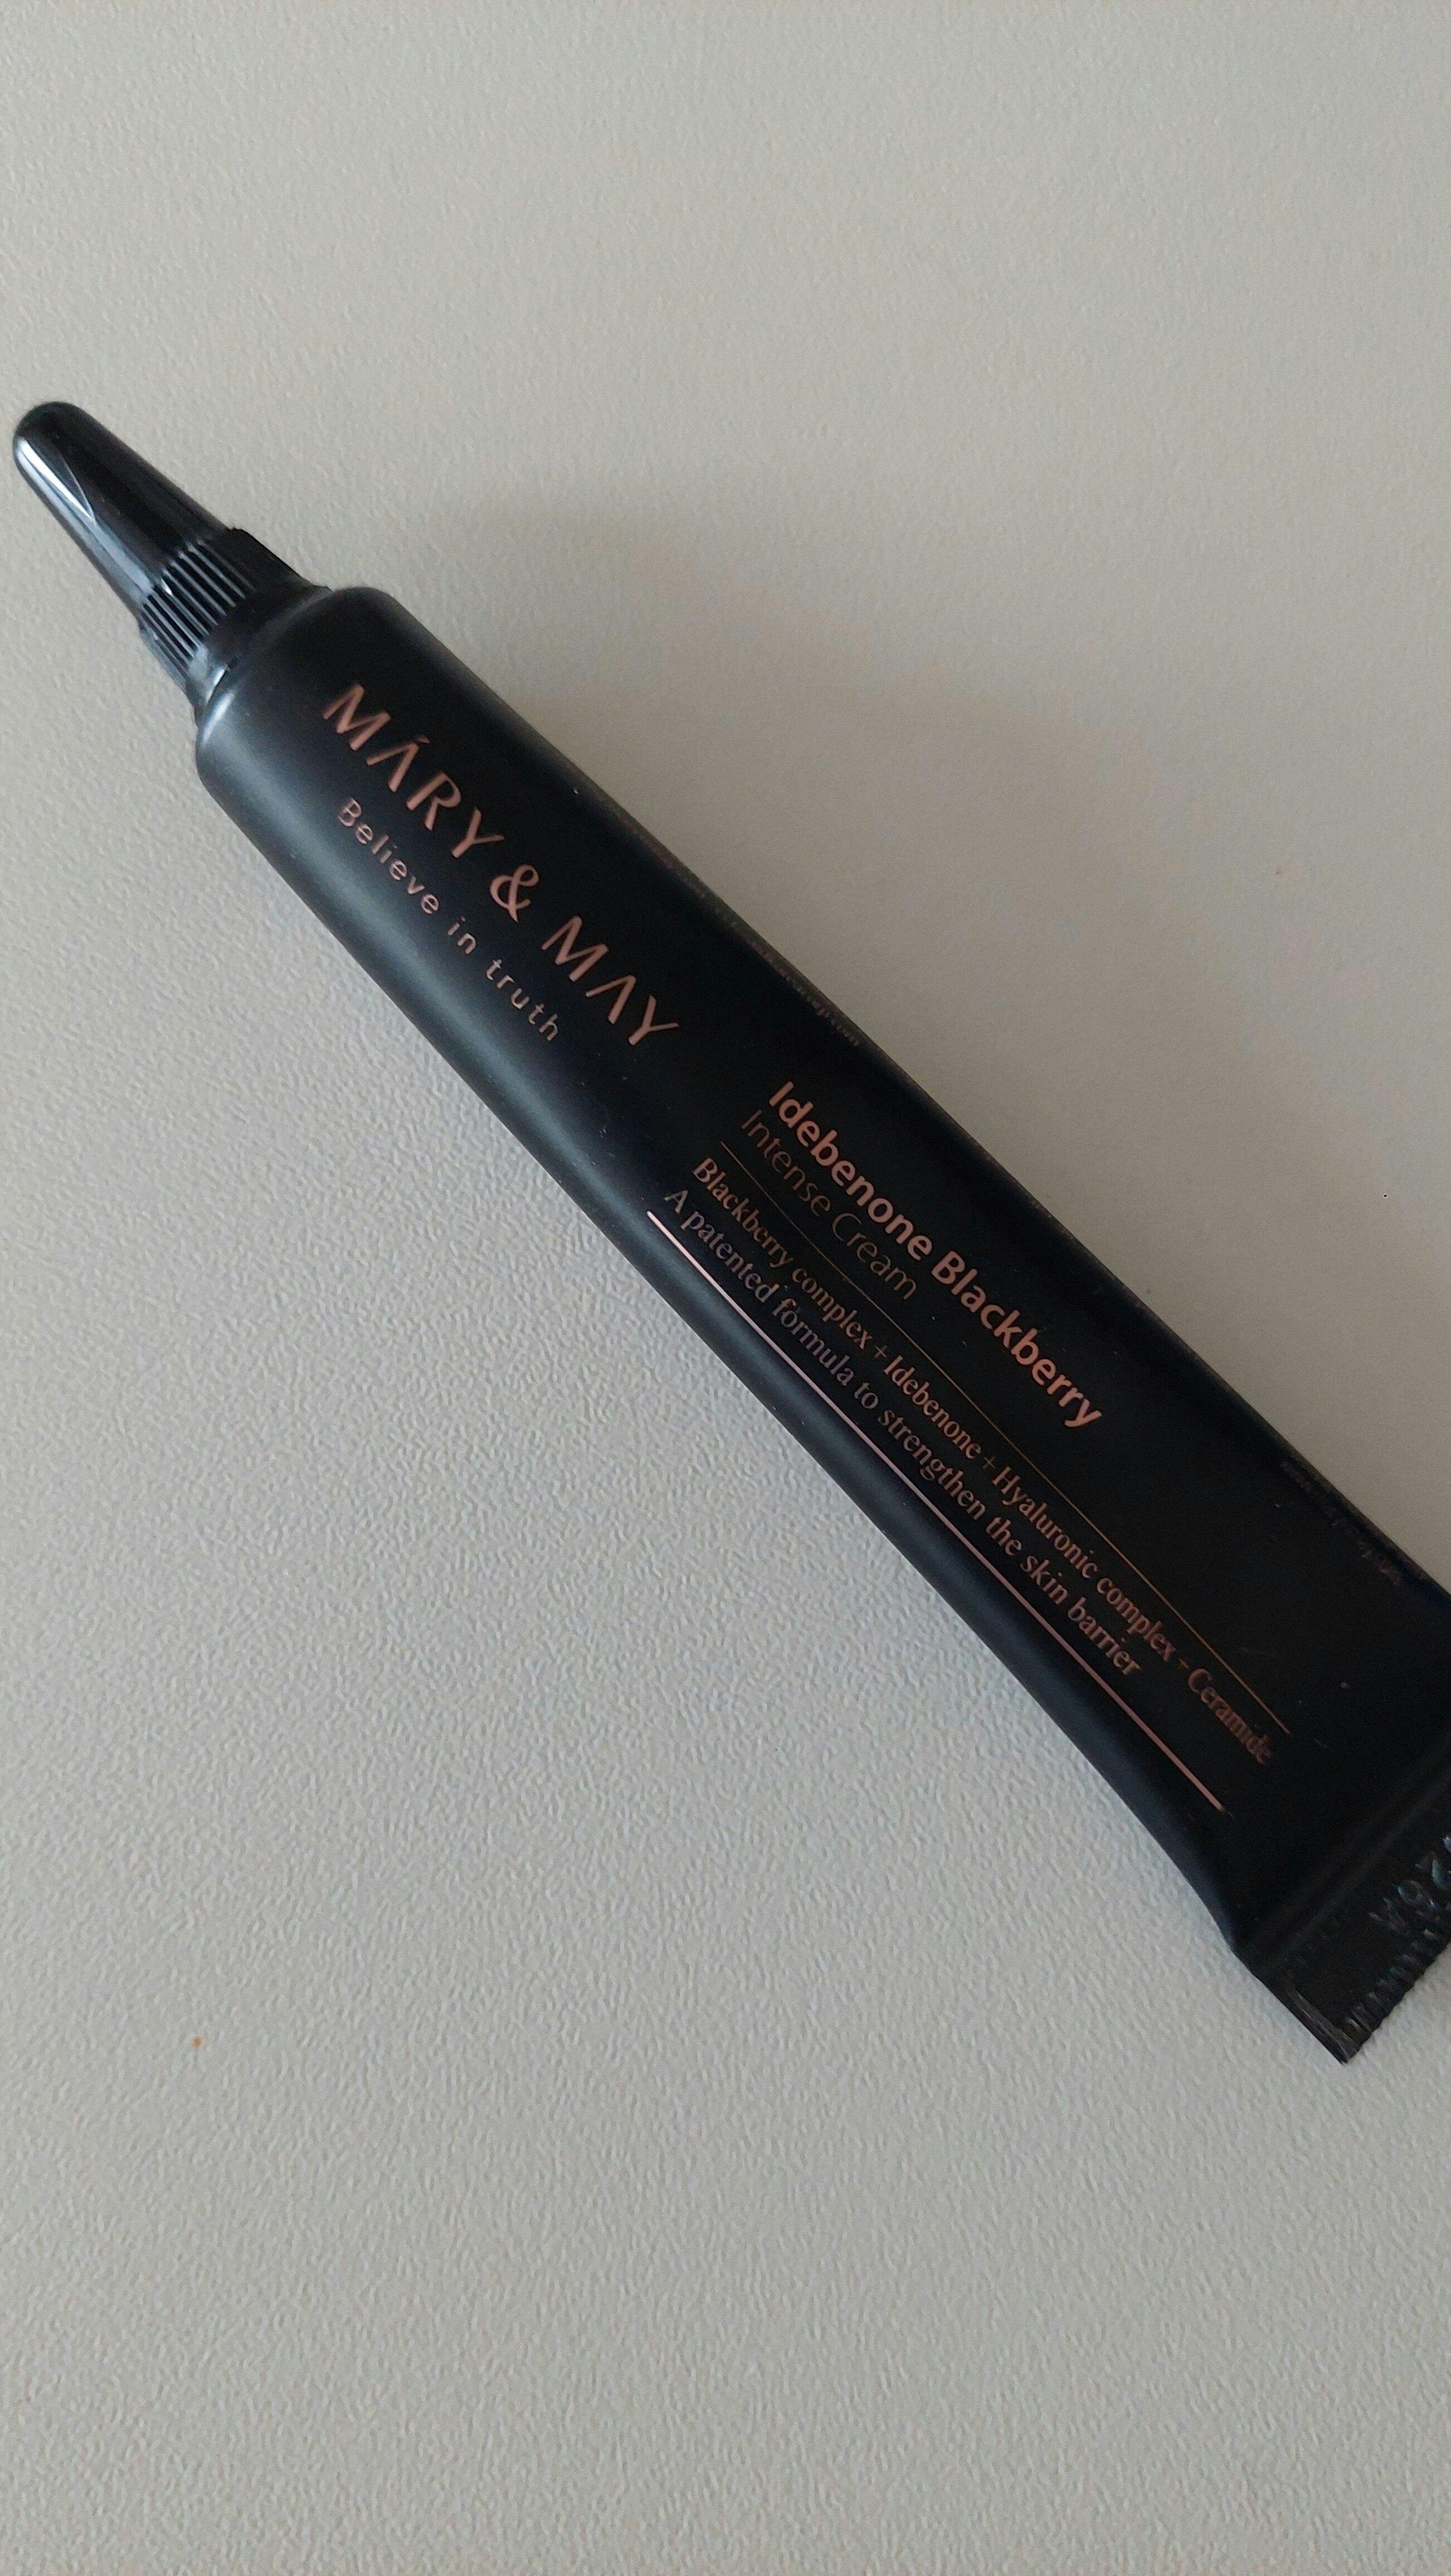 MÁRY & MAY
Believe in truth
Idebenone Blackberry
Intense Cream
Blackberry complex + Idebenone + Hyaluronic complex + Ceramide
A patented formula to strengthen the skin barrier